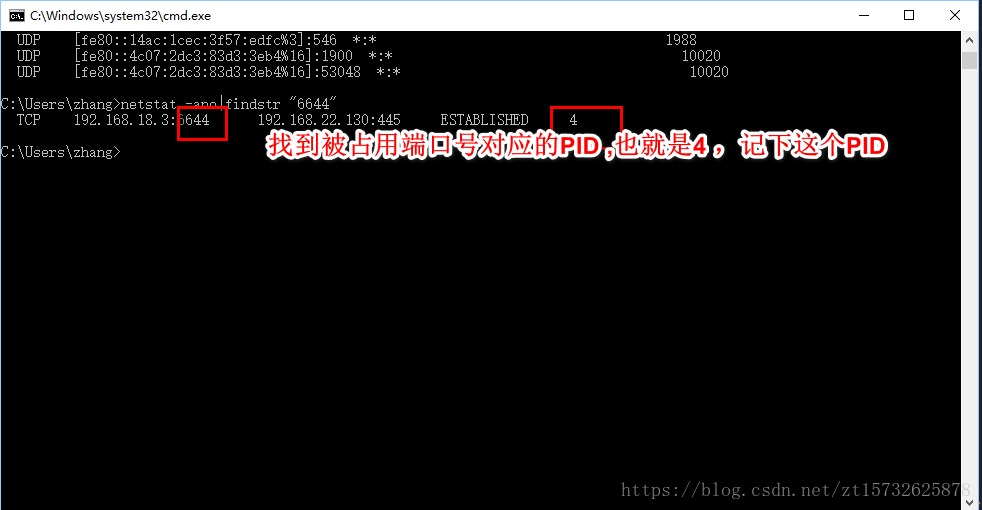 C:\Windows\system32\cmd.exe
UDP [fe80::14ac:1cec:3f57:edfc%3]:546 *:* 1988
UDP [fe80::4c07:2dc3:83d3:3eb4%16]:1900 *:* 10020
UDP [fe80::4c07:2dc3:83d3:3eb4%16]:53048 *:* 10020
C:\Users\zhang>netstat -ano|findstr "6644"
TCP 192.168.18.3:6644 192.168.22.130:445 ESTABLISHED 4
找到被占用端口号对应的PID ,也就是4 ，记下这个PID
C:\Users\zhang>
https://blog.csdn.net/zt15732625878